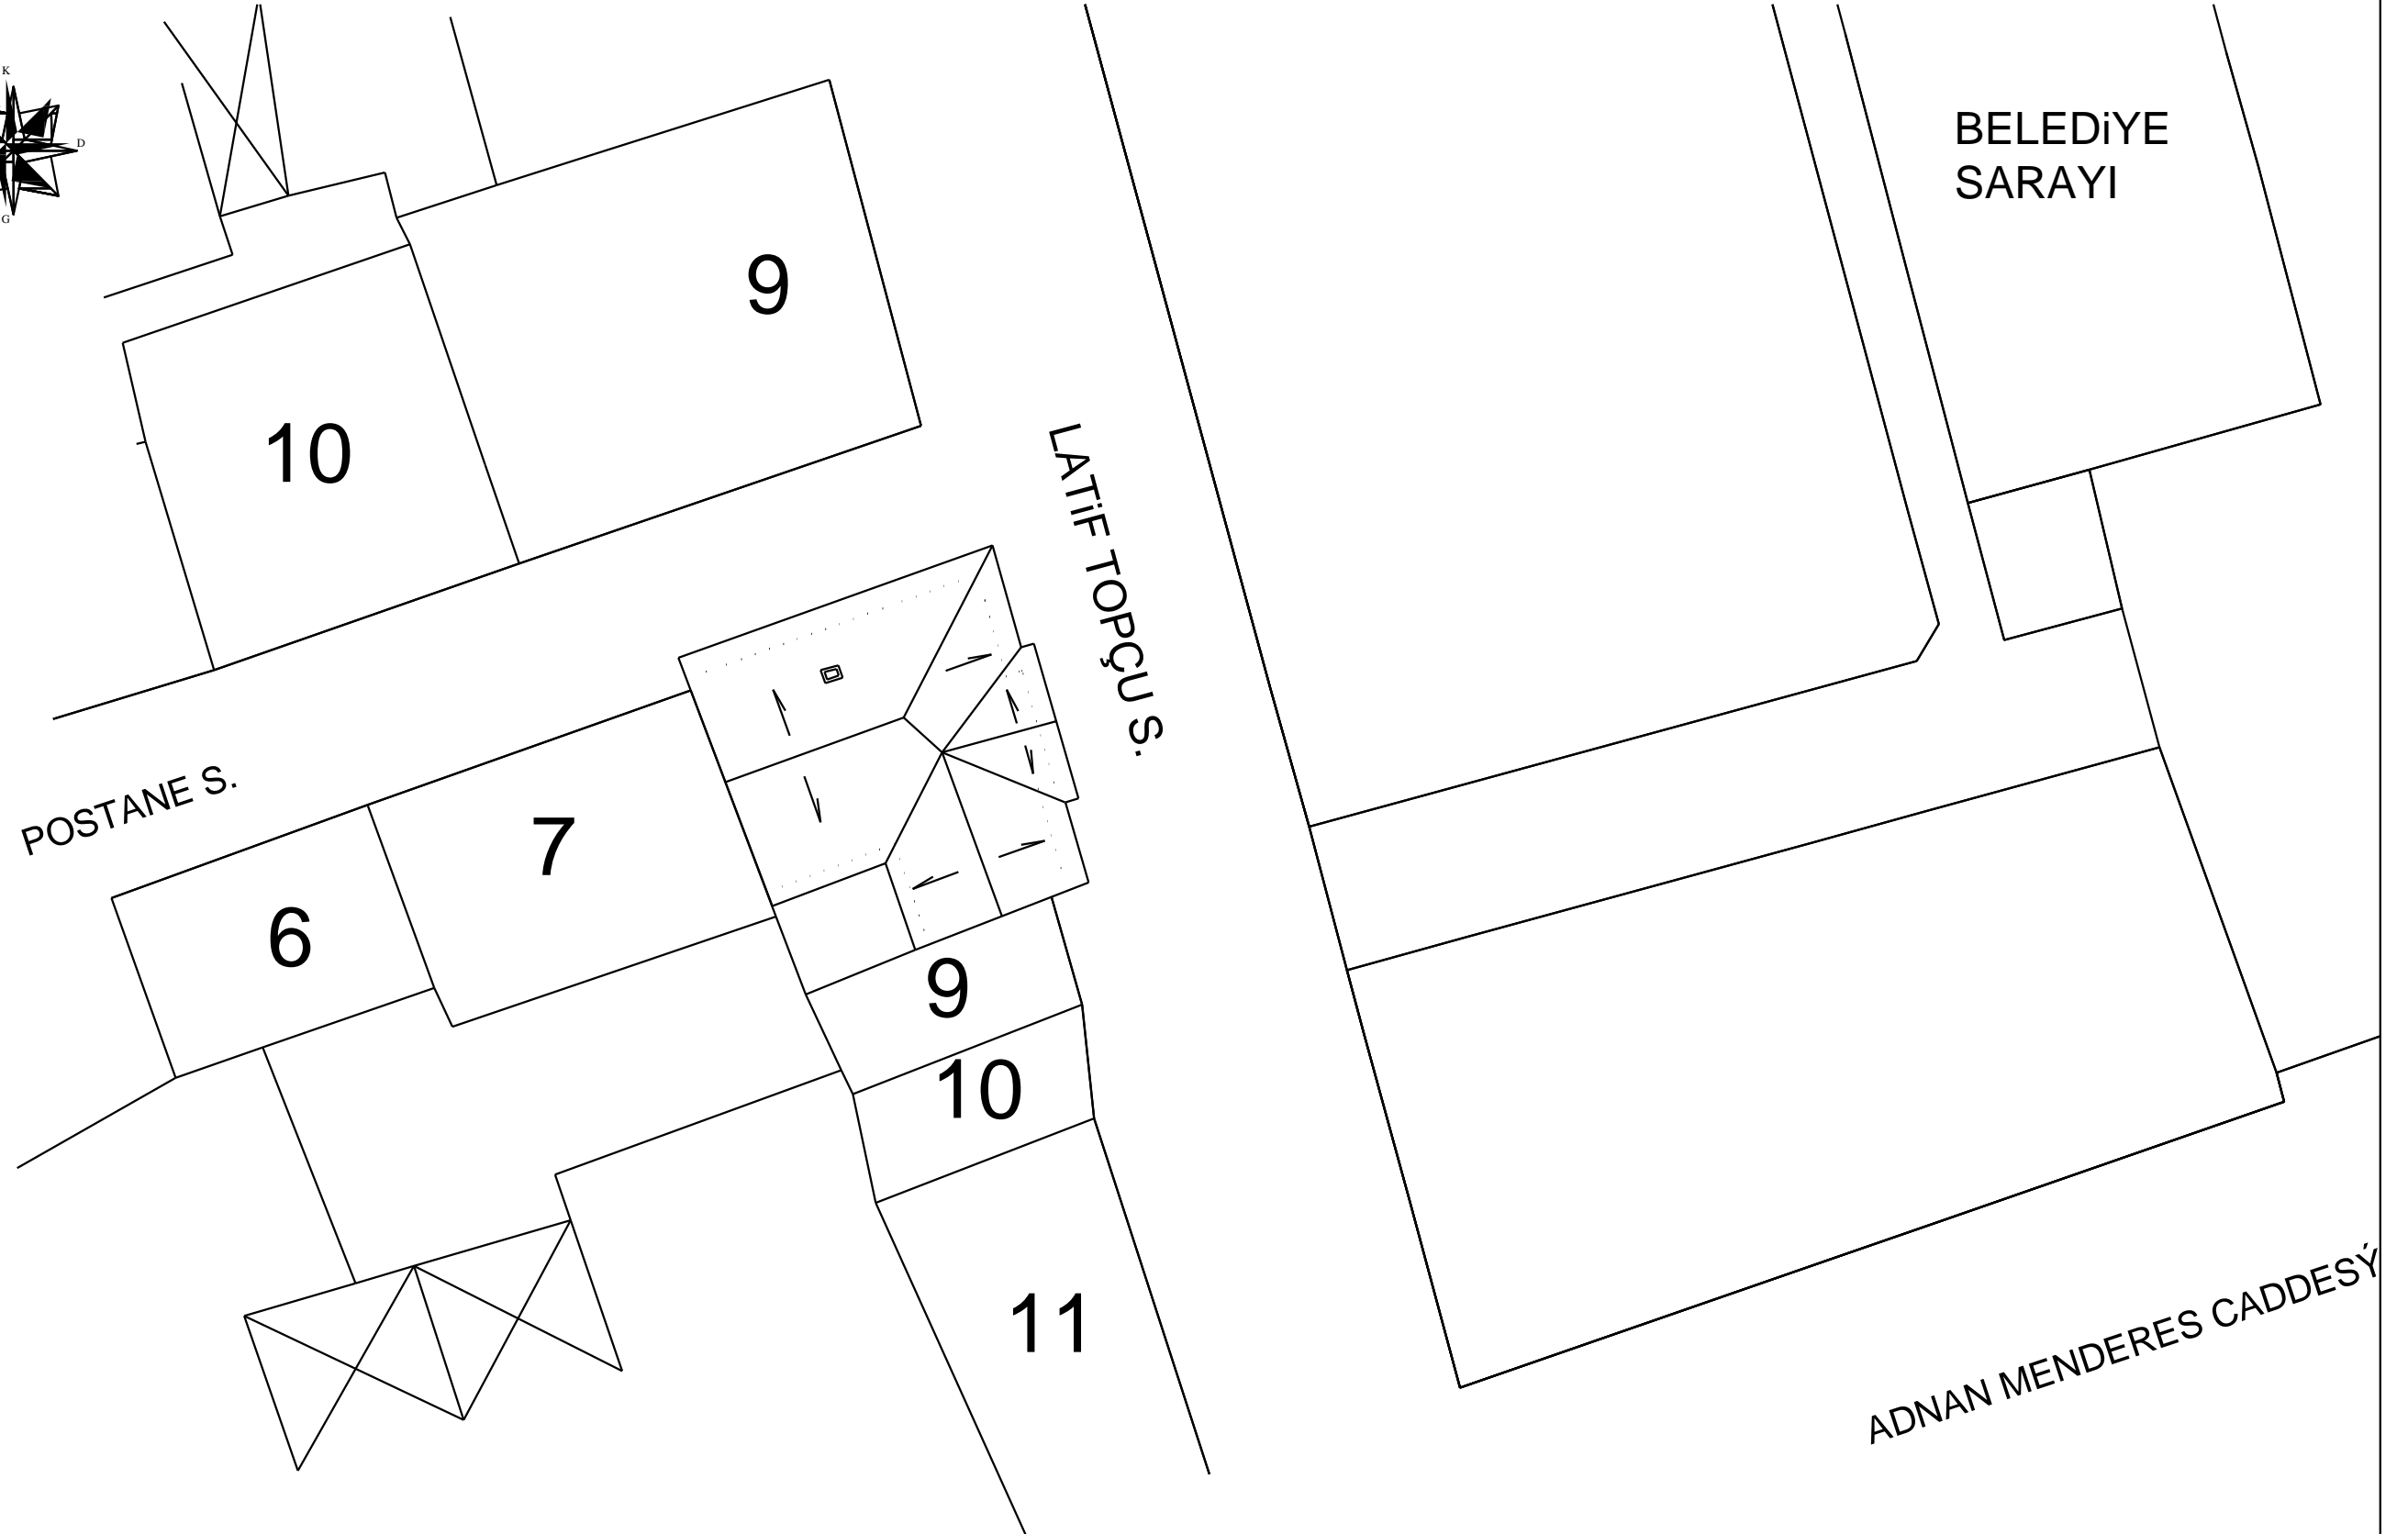 K
D
G
BELEDiYE
SARAYI
9
10
LATiF TOPÇU S.
POSTANE S.
7
6
9
10
11
ADNAN MENDERES CADDESÝ